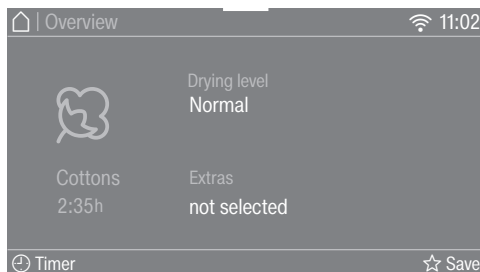 | Overview
11:02
Drying level
Normal
Cottons
2:35h
Extras
not selected
Timer
Save